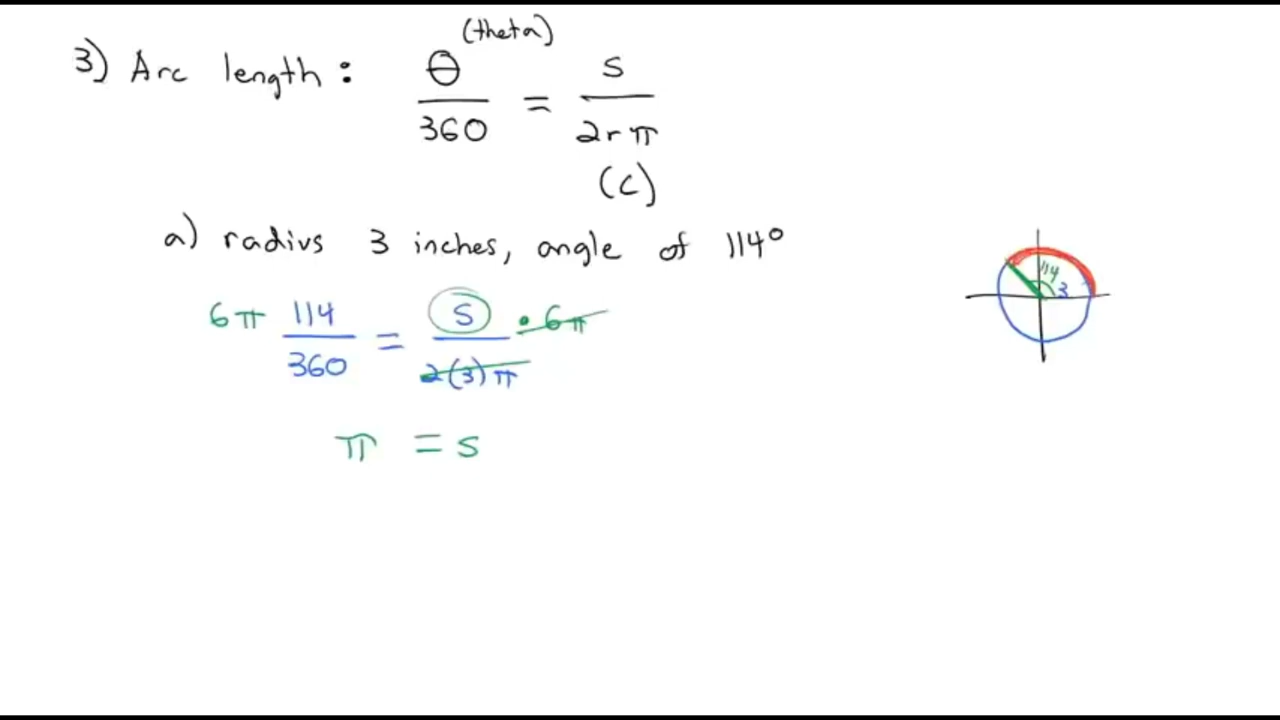 (theta)
3) Arc length: θ/360 = s/2rπ
(c)
a) radius 3 inches, angle of 114°
114
3
6π 114/360 = s/2(3)π · 6π
π = s